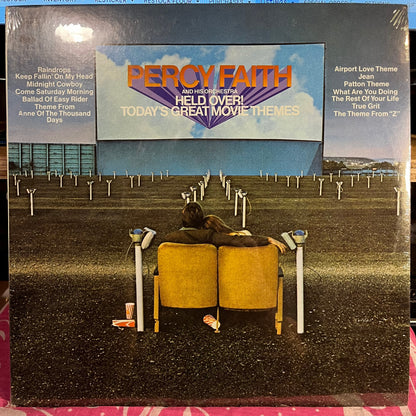 PERCY FAITH
AND HIS ORCHESTRA
HELD OVER!
TODAY'S GREAT MOVIE THEMES
Raindrops
Keep Fallin' On My Head
Midnight Cowboy
Come Saturday Morning
Ballad Of Easy Rider
Theme From
Anne Of The Thousand
Days
Airport Love Theme
Jean
Patton Theme
What Are You Doing
The Rest Of Your Life
True Grit
The Theme From "Z"